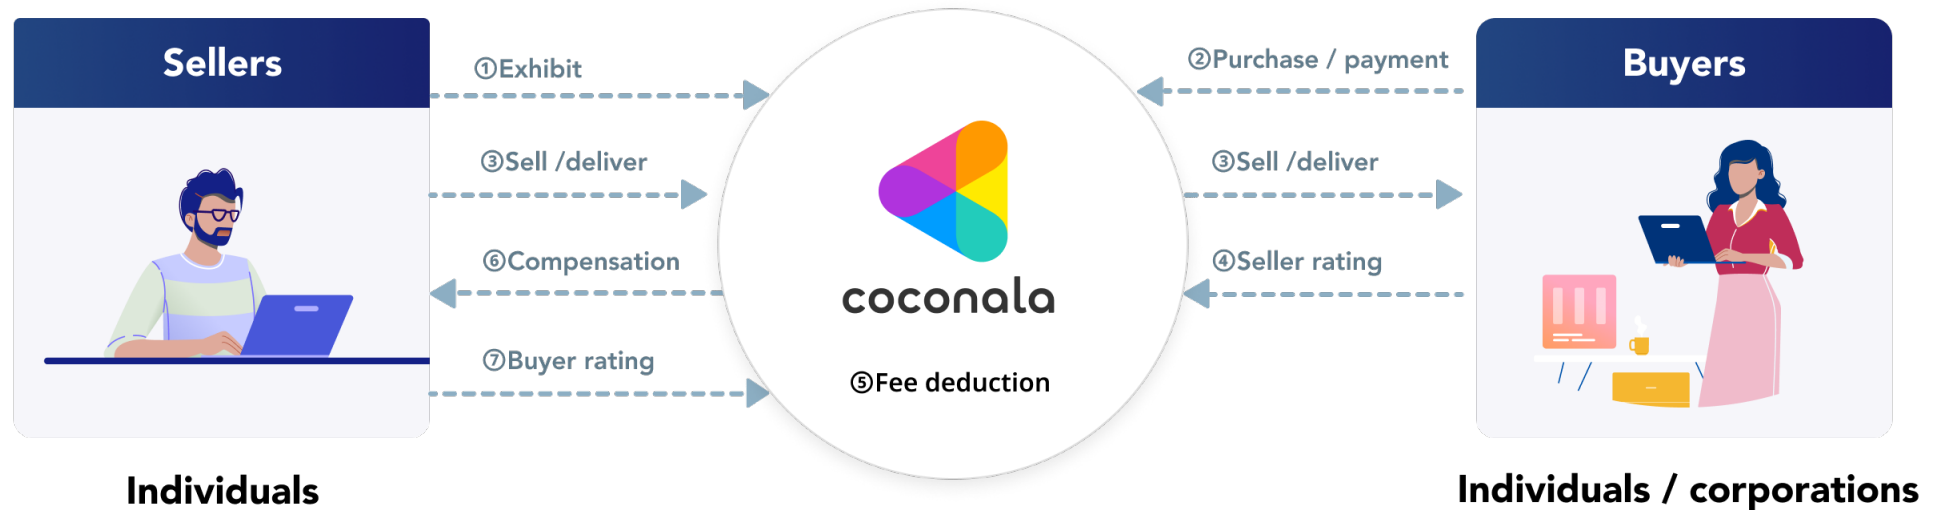 Sellers
①Exhibit
③Sell /deliver
⑥Compensation
⑦Buyer rating
Individuals
coconala
⑤Fee deduction
②Purchase / payment
③Sell /deliver
④Seller rating
Buyers
Individuals / corporations